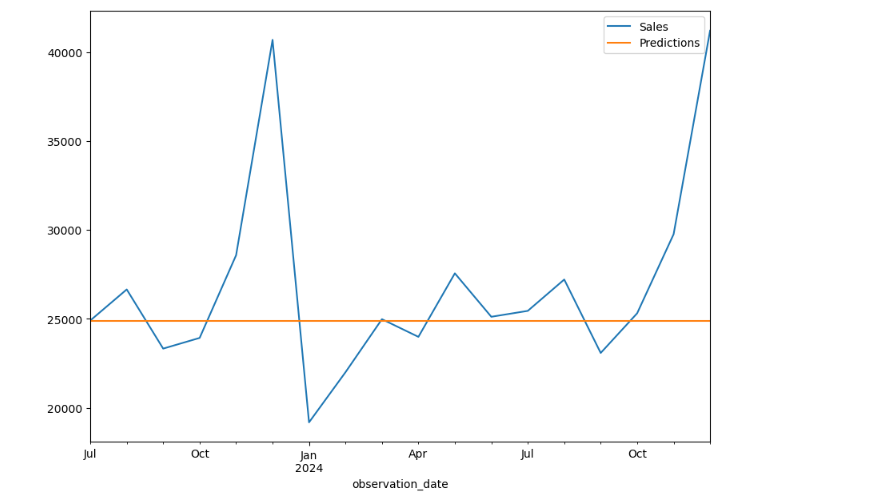 Sales
Predictions
40000
35000
30000
25000
20000
Jul
Oct
Jan
2024
Apr
Jul
Oct
observation_date